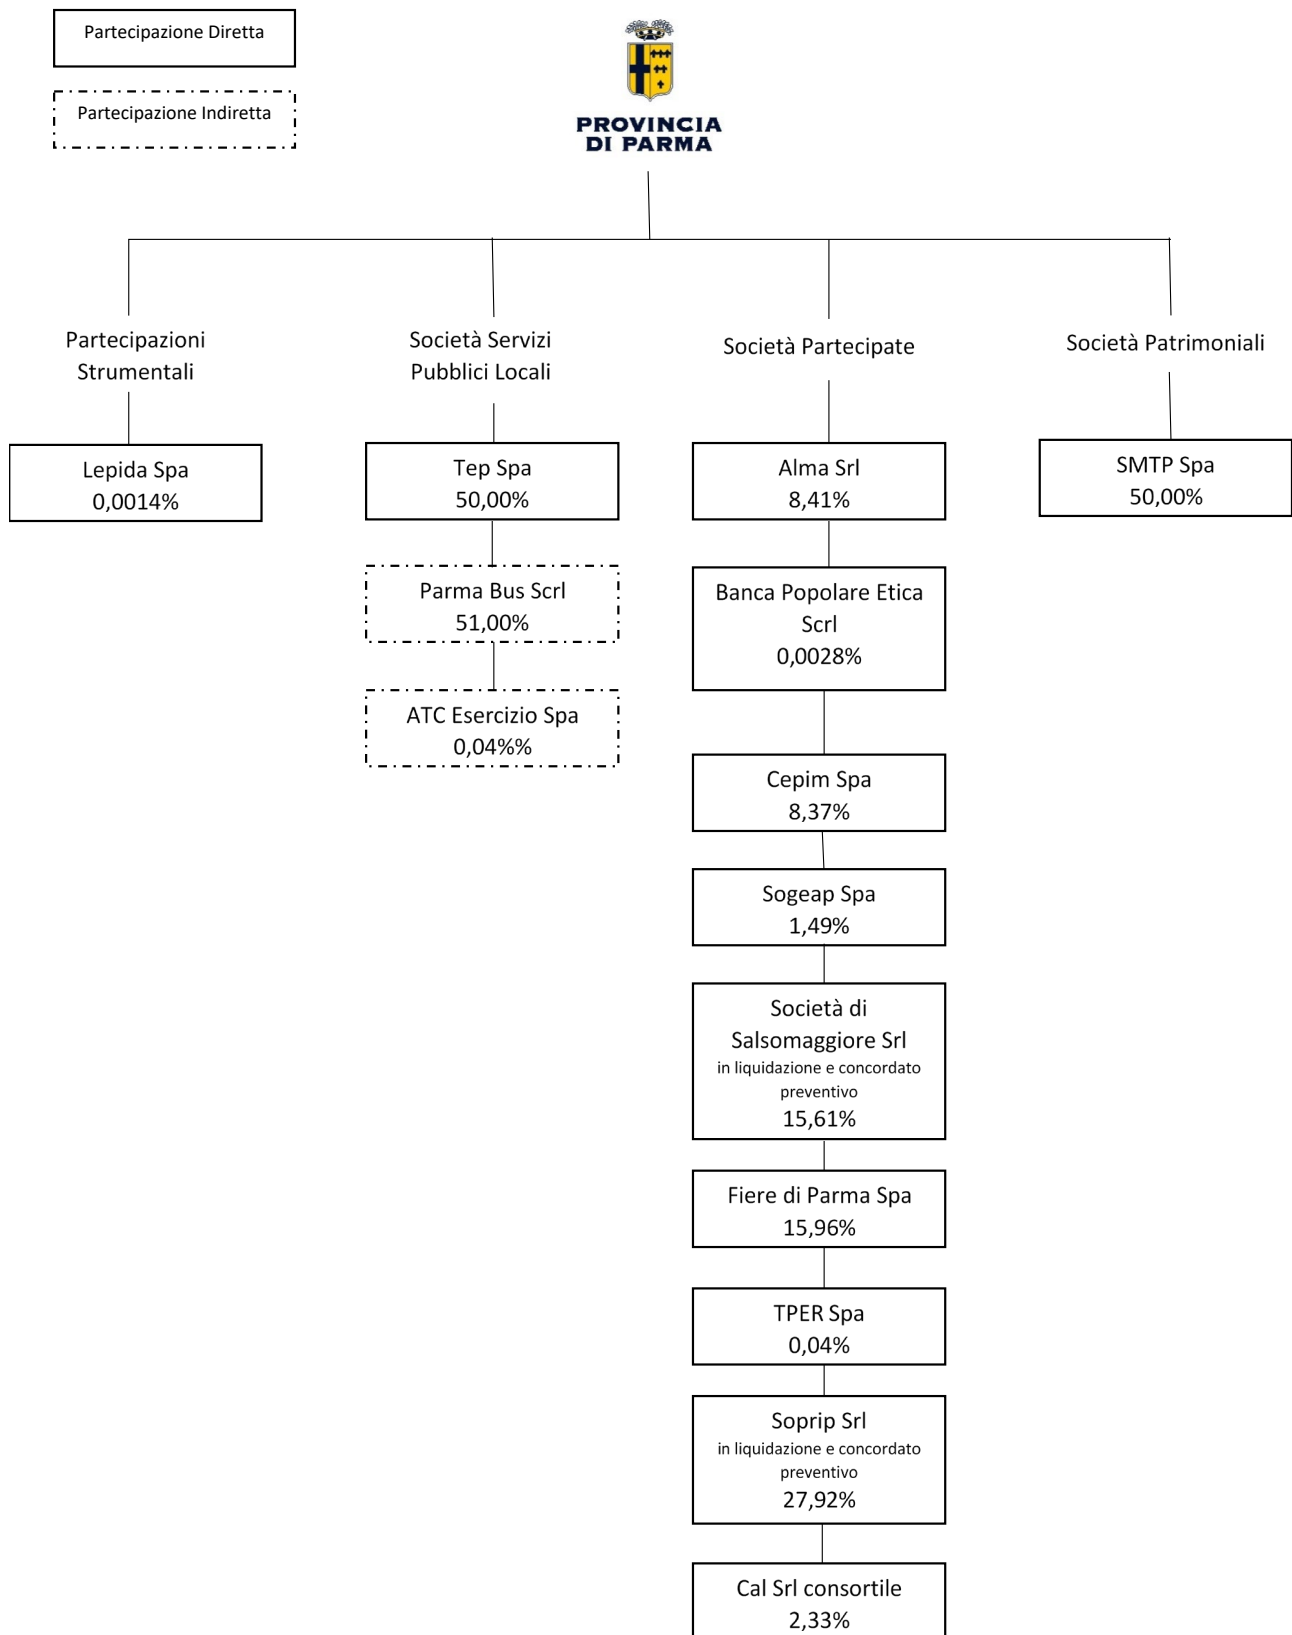 Partecipazione Diretta
Partecipazione Indiretta
PROVINCIA
DI PARMA
Partecipazioni
Strumentali
Lepida Spa
0,0014%
Società Servizi
Pubblici Locali
Tep Spa
50,00%
Parma Bus Scrl
51,00%
ATC Esercizio Spa
0,04%%
Società Partecipate
Alma Srl
8,41%
Banca Popolare Etica
Scrl
0,0028%
Cepim Spa
8,37%
Sogeap Spa
1,49%
Società di
Salsomaggiore Srl
in liquidazione e concordato
preventivo
15,61%
Fiere di Parma Spa
15,96%
TPER Spa
0,04%
Soprip Srl
in liquidazione e concordato
preventivo
27,92%
Cal Srl consortile
2,33%
Società Patrimoniali
SMTP Spa
50,00%